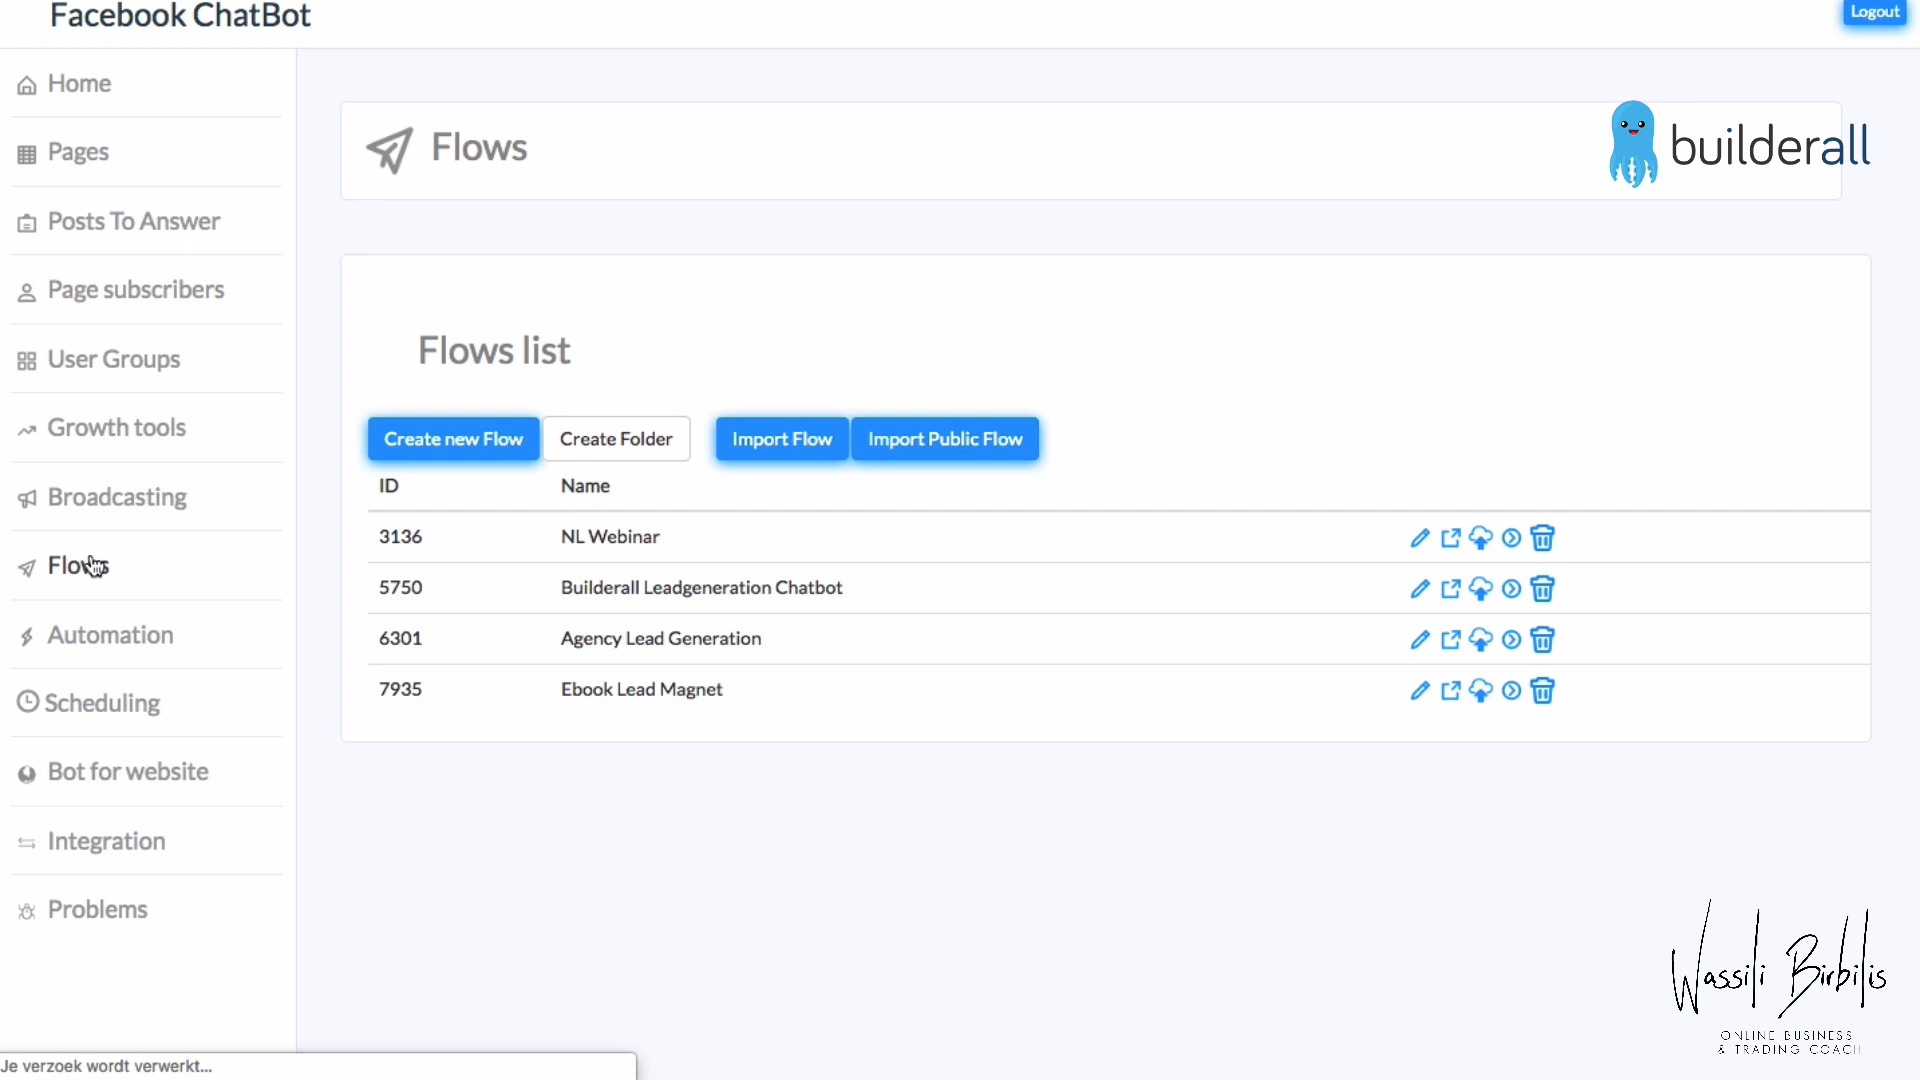 Facebook ChatBot
Logout
Home
Pages
Posts To Answer
Page subscribers
User Groups
Growth tools
Broadcasting
Flows
Automation
Scheduling
Bot for website
Integration
Problems
Flows
builderall
Flows list
Create new Flow
Create Folder
Import Flow
Import Public Flow
ID Name
3136 NL Webinar
5750 Builderall Leadgeneration Chatbot
6301 Agency Lead Generation
7935 Ebook Lead Magnet
Wassili Birbilis
ONLINE BUSINESS
& TRADING COACH
Je verzoek wordt verwerkt...